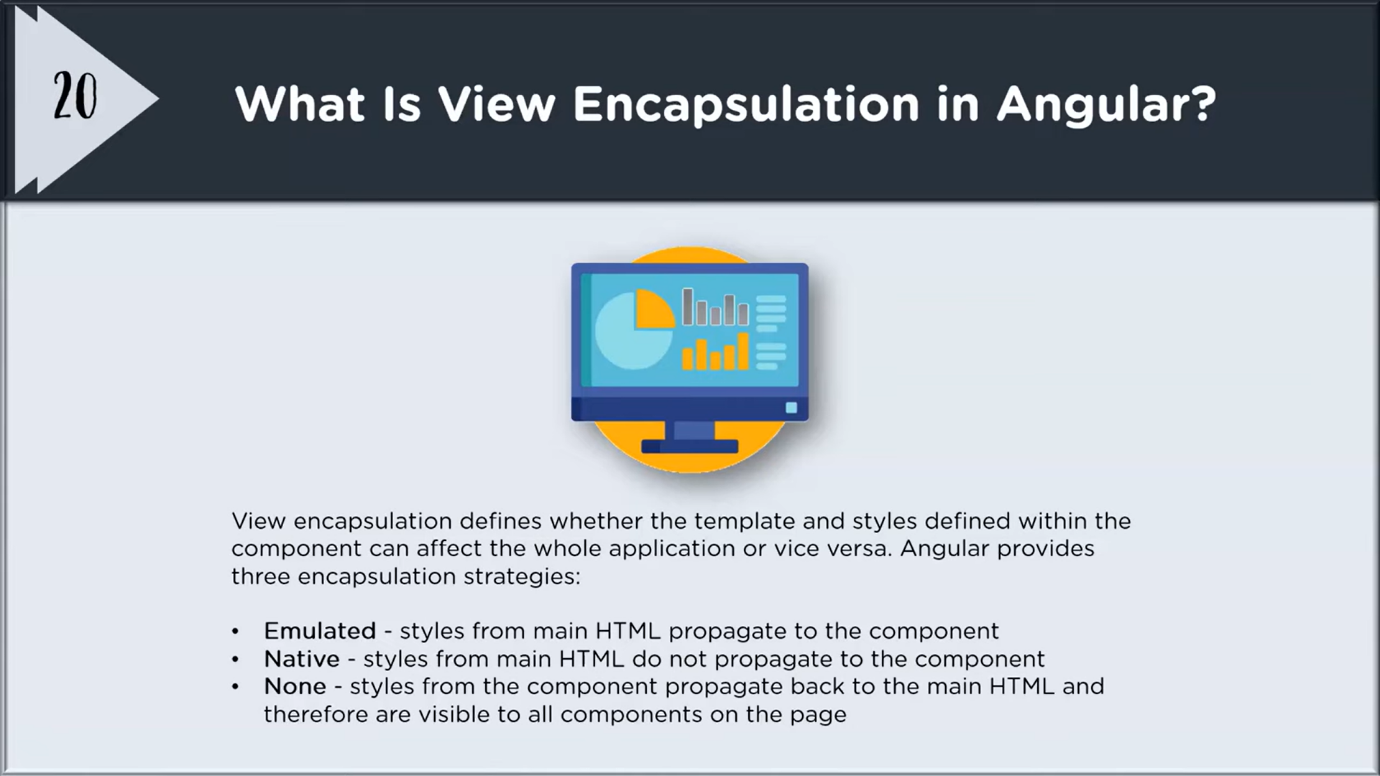 20
What Is View Encapsulation in Angular?
View encapsulation defines whether the template and styles defined within the
component can affect the whole application or vice versa. Angular provides
three encapsulation strategies:
• Emulated - styles from main HTML propagate to the component
• Native - styles from main HTML do not propagate to the component
• None - styles from the component propagate back to the main HTML and
therefore are visible to all components on the page